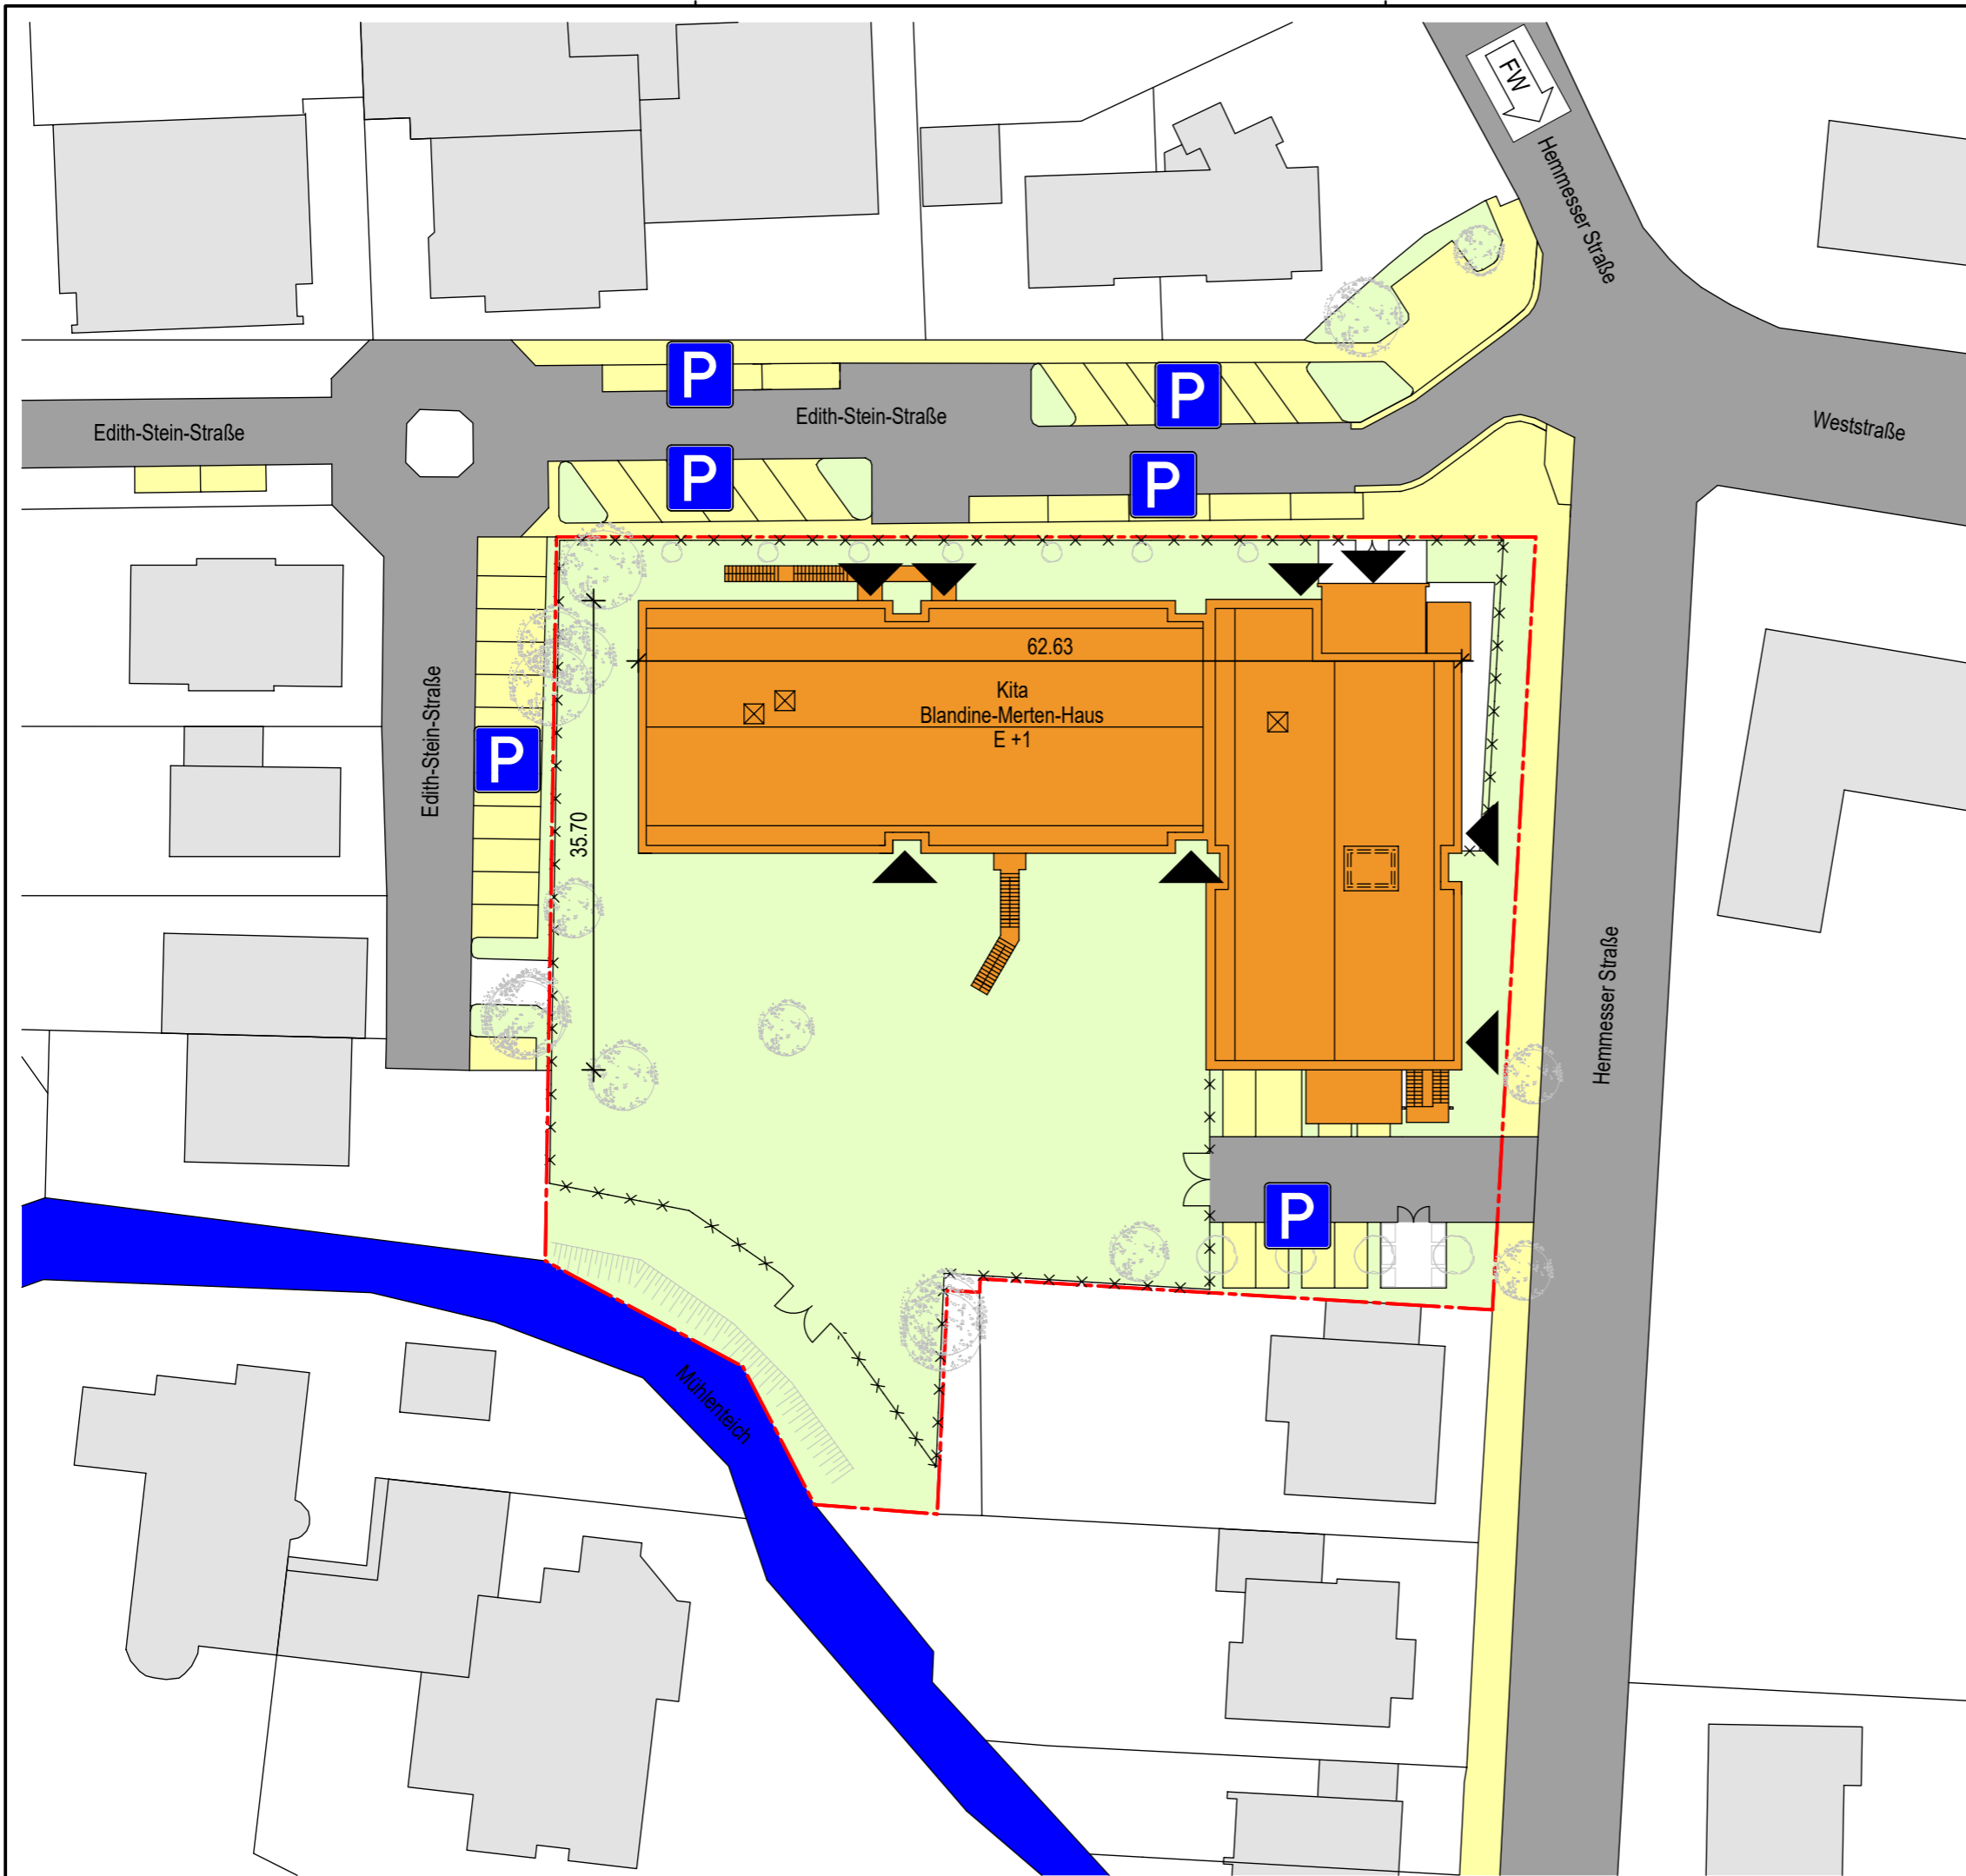 FW
Hemmesser Straße
P
P
Edith-Stein-Straße
Edith-Stein-Straße
Weststraße
P
P
62.63
Kita
Blandine-Merten-Haus
E +1
Edith-Stein-Straße
P
35.70
Hemmesser Straße
P
Mühlenteich